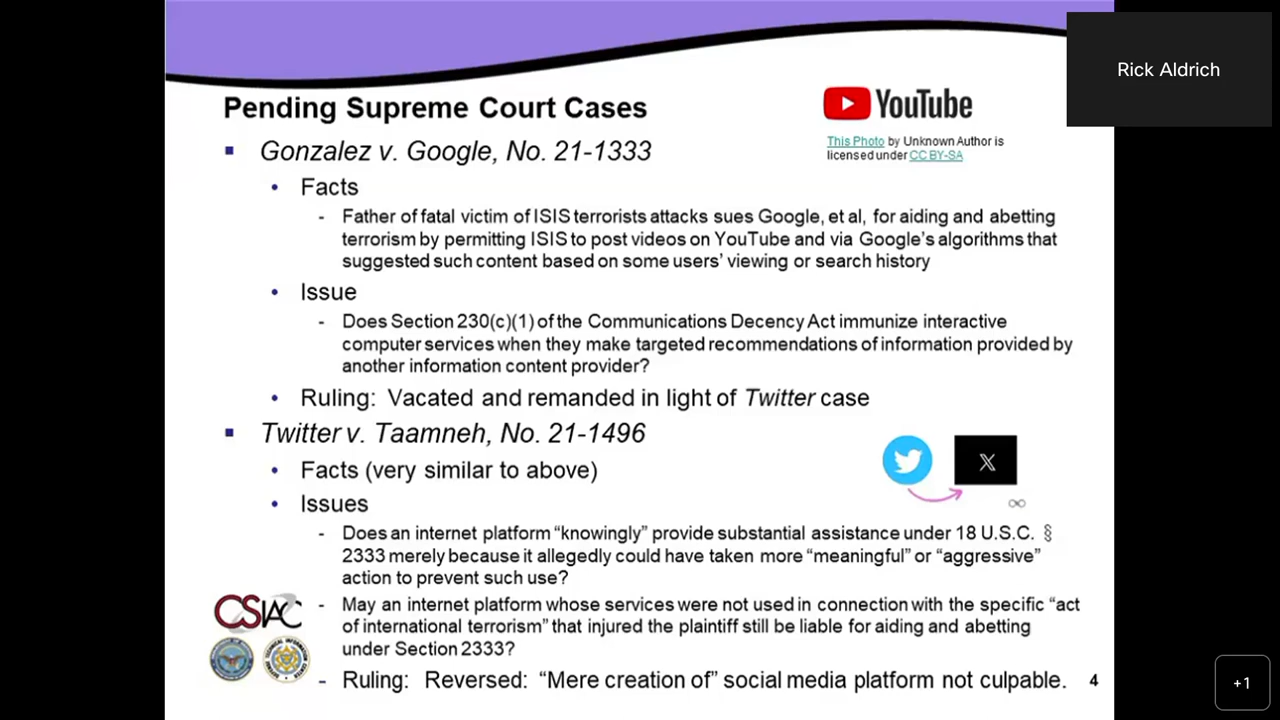 Rick Aldrich
Pending Supreme Court Cases
YouTube
This Photo by Unknown Author is
licensed under CC BY-SA
▪ Gonzalez v. Google, No. 21-1333
• Facts
- Father of fatal victim of ISIS terrorists attacks sues Google, et al, for aiding and abetting
terrorism by permitting ISIS to post videos on YouTube and via Google's algorithms that
suggested such content based on some users' viewing or search history
• Issue
- Does Section 230(c)(1) of the Communications Decency Act immunize interactive
computer services when they make targeted recommendations of information provided by
another information content provider?
• Ruling: Vacated and remanded in light of Twitter case
▪ Twitter v. Taamneh, No. 21-1496
X
• Facts (very similar to above)
• Issues
- Does an internet platform "knowingly" provide substantial assistance under 18 U.S.C. §
2333 merely because it allegedly could have taken more "meaningful" or "aggressive"
action to prevent such use?
CSIAC
- May an internet platform whose services were not used in connection with the specific "act
of international terrorism" that injured the plaintiff still be liable for aiding and abetting
under Section 2333?
- Ruling: Reversed: "Mere creation of" social media platform not culpable.
4
+1